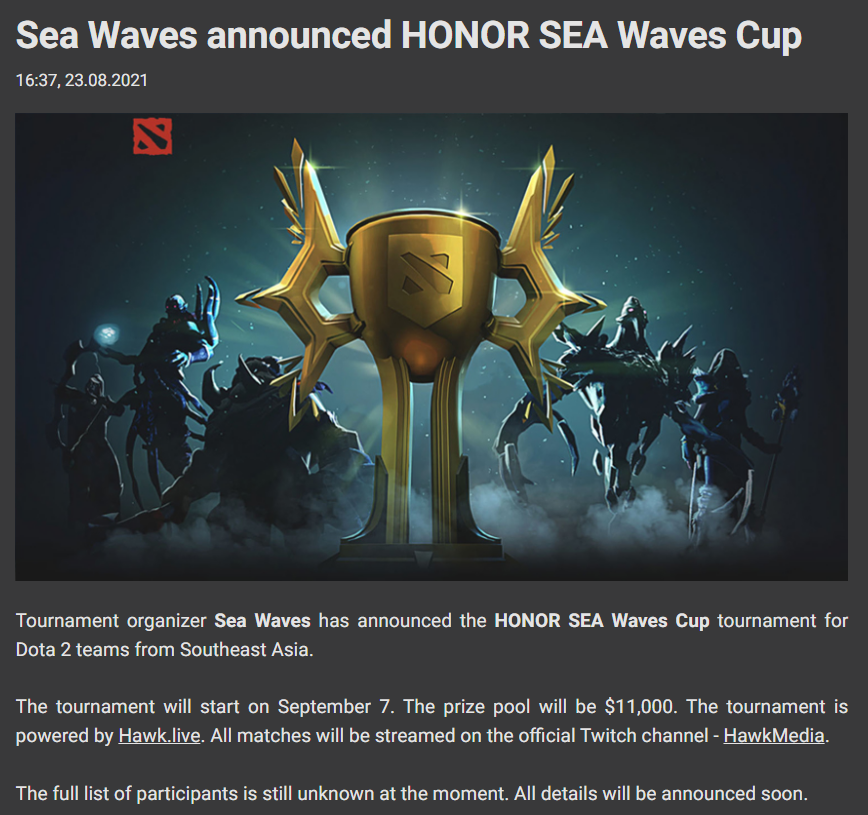 Sea Waves announced HONOR SEA Waves Cup
16:37, 23.08.2021
Tournament organizer Sea Waves has announced the HONOR SEA Waves Cup tournament for
Dota 2 teams from Southeast Asia.
The tournament will start on September 7. The prize pool will be $11,000. The tournament is
powered by Hawk.live. All matches will be streamed on the official Twitch channel - HawkMedia.
The full list of participants is still unknown at the moment. All details will be announced soon.